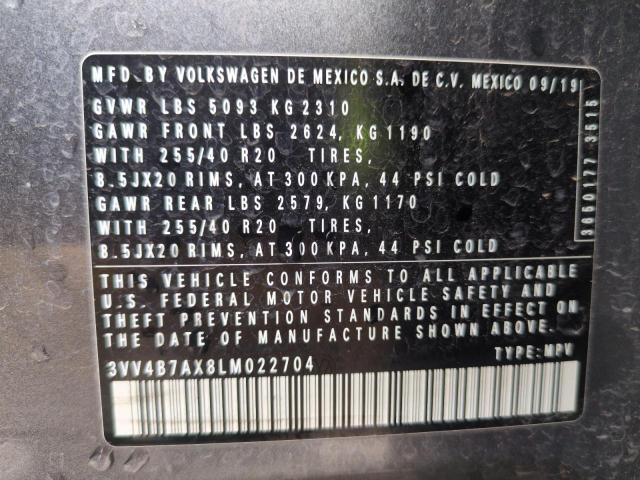 MFD. BY VOLKSWAGEN DE MEXICO S.A. DE C.V. MEXICO 09/19
GVWR LBS 5093 KG 2310
GAWR FRONT LBS 2624, KG 1190
WITH 255/40 R20 TIRES,
8.5JX20 RIMS, AT 300 KPA, 44 PSI COLD
GAWR REAR LBS 2579, KG 1170
WITH 255/40 R20 TIRES,
8.5JX20 RIMS, AT 300 KPA, 44 PSI COLD
3650177 3515
THIS VEHICLE CONFORMS TO ALL APPLICABLE
U.S. FEDERAL MOTOR VEHICLE SAFETY AND
THEFT PREVENTION STANDARDS IN EFFECT ON
THE DATE OF MANUFACTURE SHOWN ABOVE.
3VV4B7AX8LM022704 TYPE: MPV